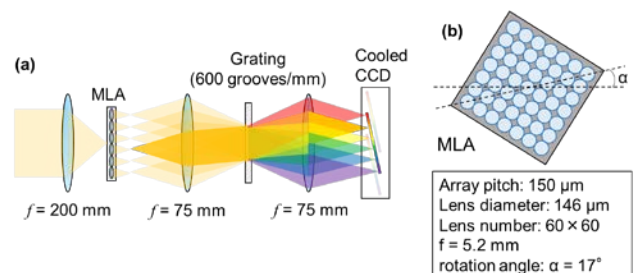 (a)
MLA
Grating
(600 grooves/mm)
Cooled
CCD
f = 200 mm
f = 75 mm
f = 75 mm
(b)
α
MLA
Array pitch: 150 μm
Lens diameter: 146 μm
Lens number: 60 × 60
f = 5.2 mm
rotation angle: α = 17°